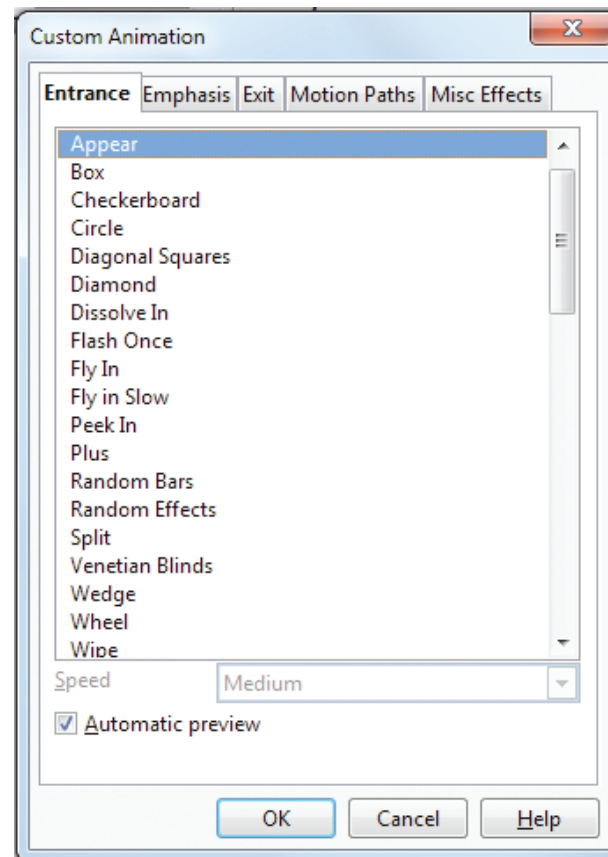 Custom Animation
Entrance Emphasis Exit Motion Paths Misc Effects
Appear
Box
Checkerboard
Circle
Diagonal Squares
Diamond
Dissolve In
Flash Once
Fly In
Fly in Slow
Peek In
Plus
Random Bars
Random Effects
Split
Venetian Blinds
Wedge
Wheel
Wipe
Speed Medium
Automatic preview
OK Cancel Help